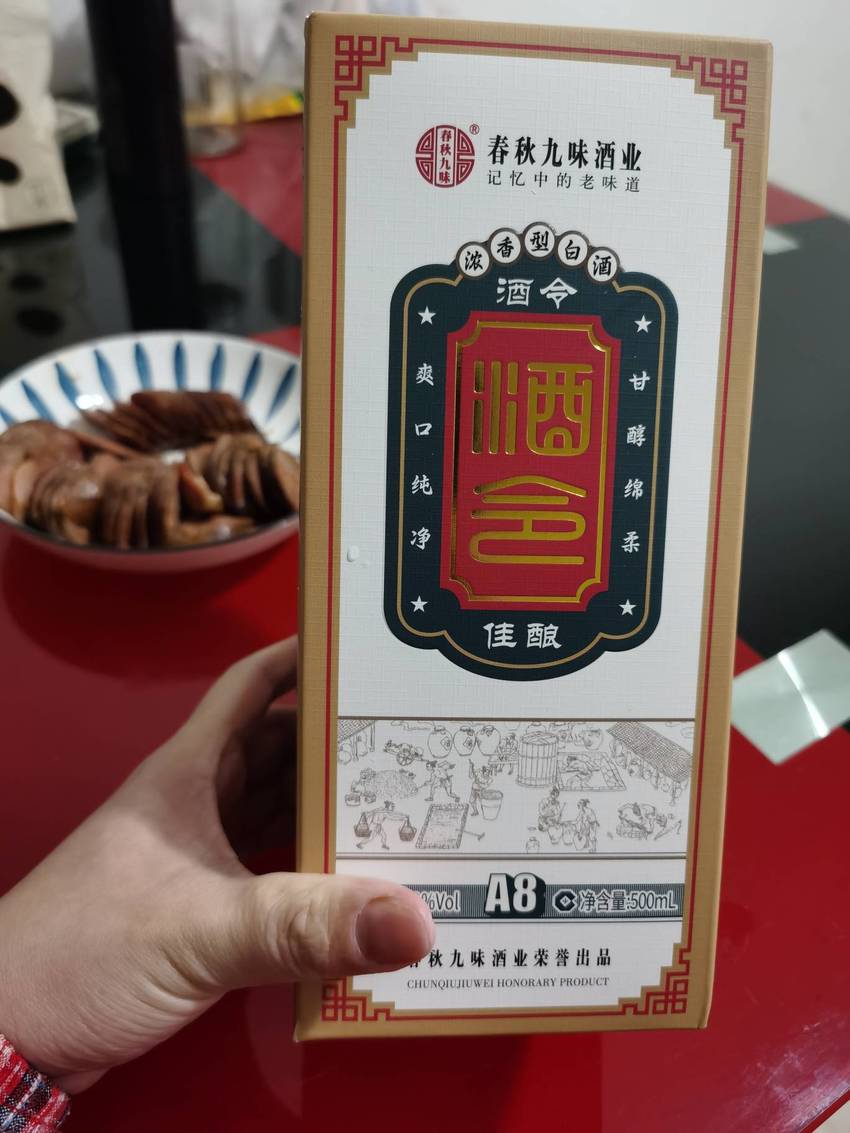 春秋九味
®
春秋九味酒业
记忆中的老味道
浓香型白酒
酒令
爽口纯净
酒令
甘醇绵柔
佳酿
%Vol
A8
净含量:500mL
秋九味酒业荣誉出品
CHUNQIUJIUWEI HONORARY PRODUCT